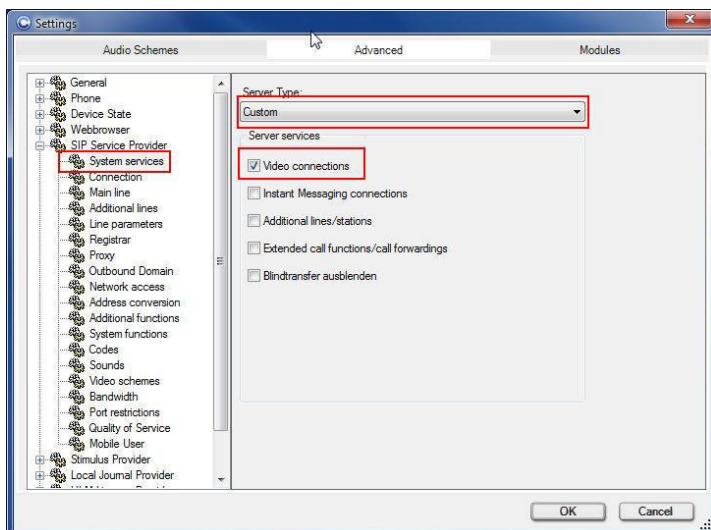 Settings
Audio Schemes
Advanced
Modules
General
Phone
Device State
Webbrowser
SIP Service Provider
System services
Connection
Main line
Additional lines
Line parameters
Registrar
Proxy
Outbound Domain
Network access
Address conversion
Additional functions
System functions
Codes
Sounds
Video schemes
Bandwidth
Port restrictions
Quality of Service
Mobile User
Stimulus Provider
Local Journal Provider
Server Type:
Custom
Server services
Video connections
Instant Messaging connections
Additional lines/stations
Extended call functions/call forwardings
Blindtransfer ausblenden
OK
Cancel